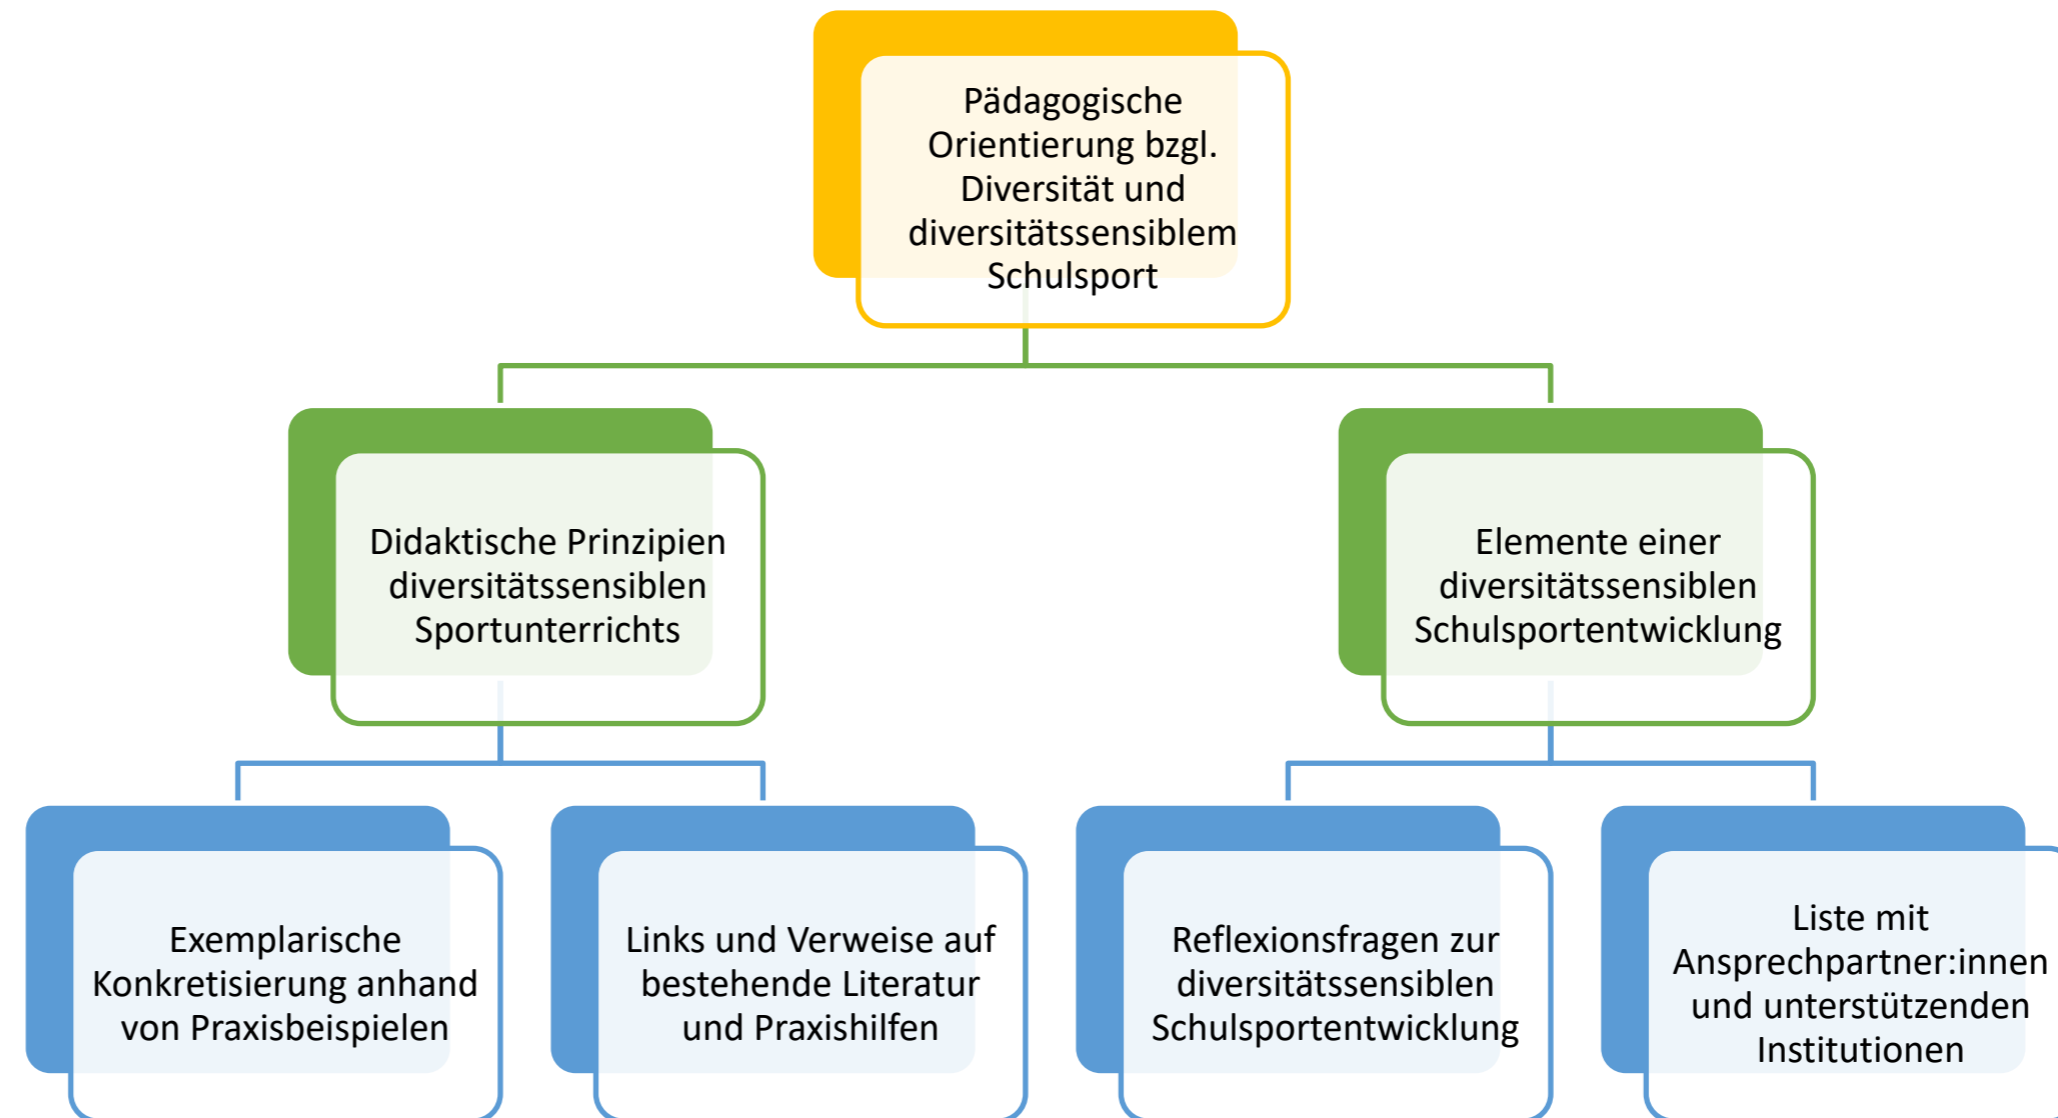 Pädagogische
Orientierung bzgl.
Diversität und
diversitätssensiblem
Schulsport
Didaktische Prinzipien
diversitätssensiblen
Sportunterrichts
Elemente einer
diversitätssensiblen
Schulsportentwicklung
Exemplarische
Konkretisierung anhand
von Praxisbeispielen
Links und Verweise auf
bestehende Literatur
und Praxishilfen
Reflexionsfragen zur
diversitätssensiblen
Schulsportentwicklung
Liste mit
Ansprechpartner:innen
und unterstützenden
Institutionen